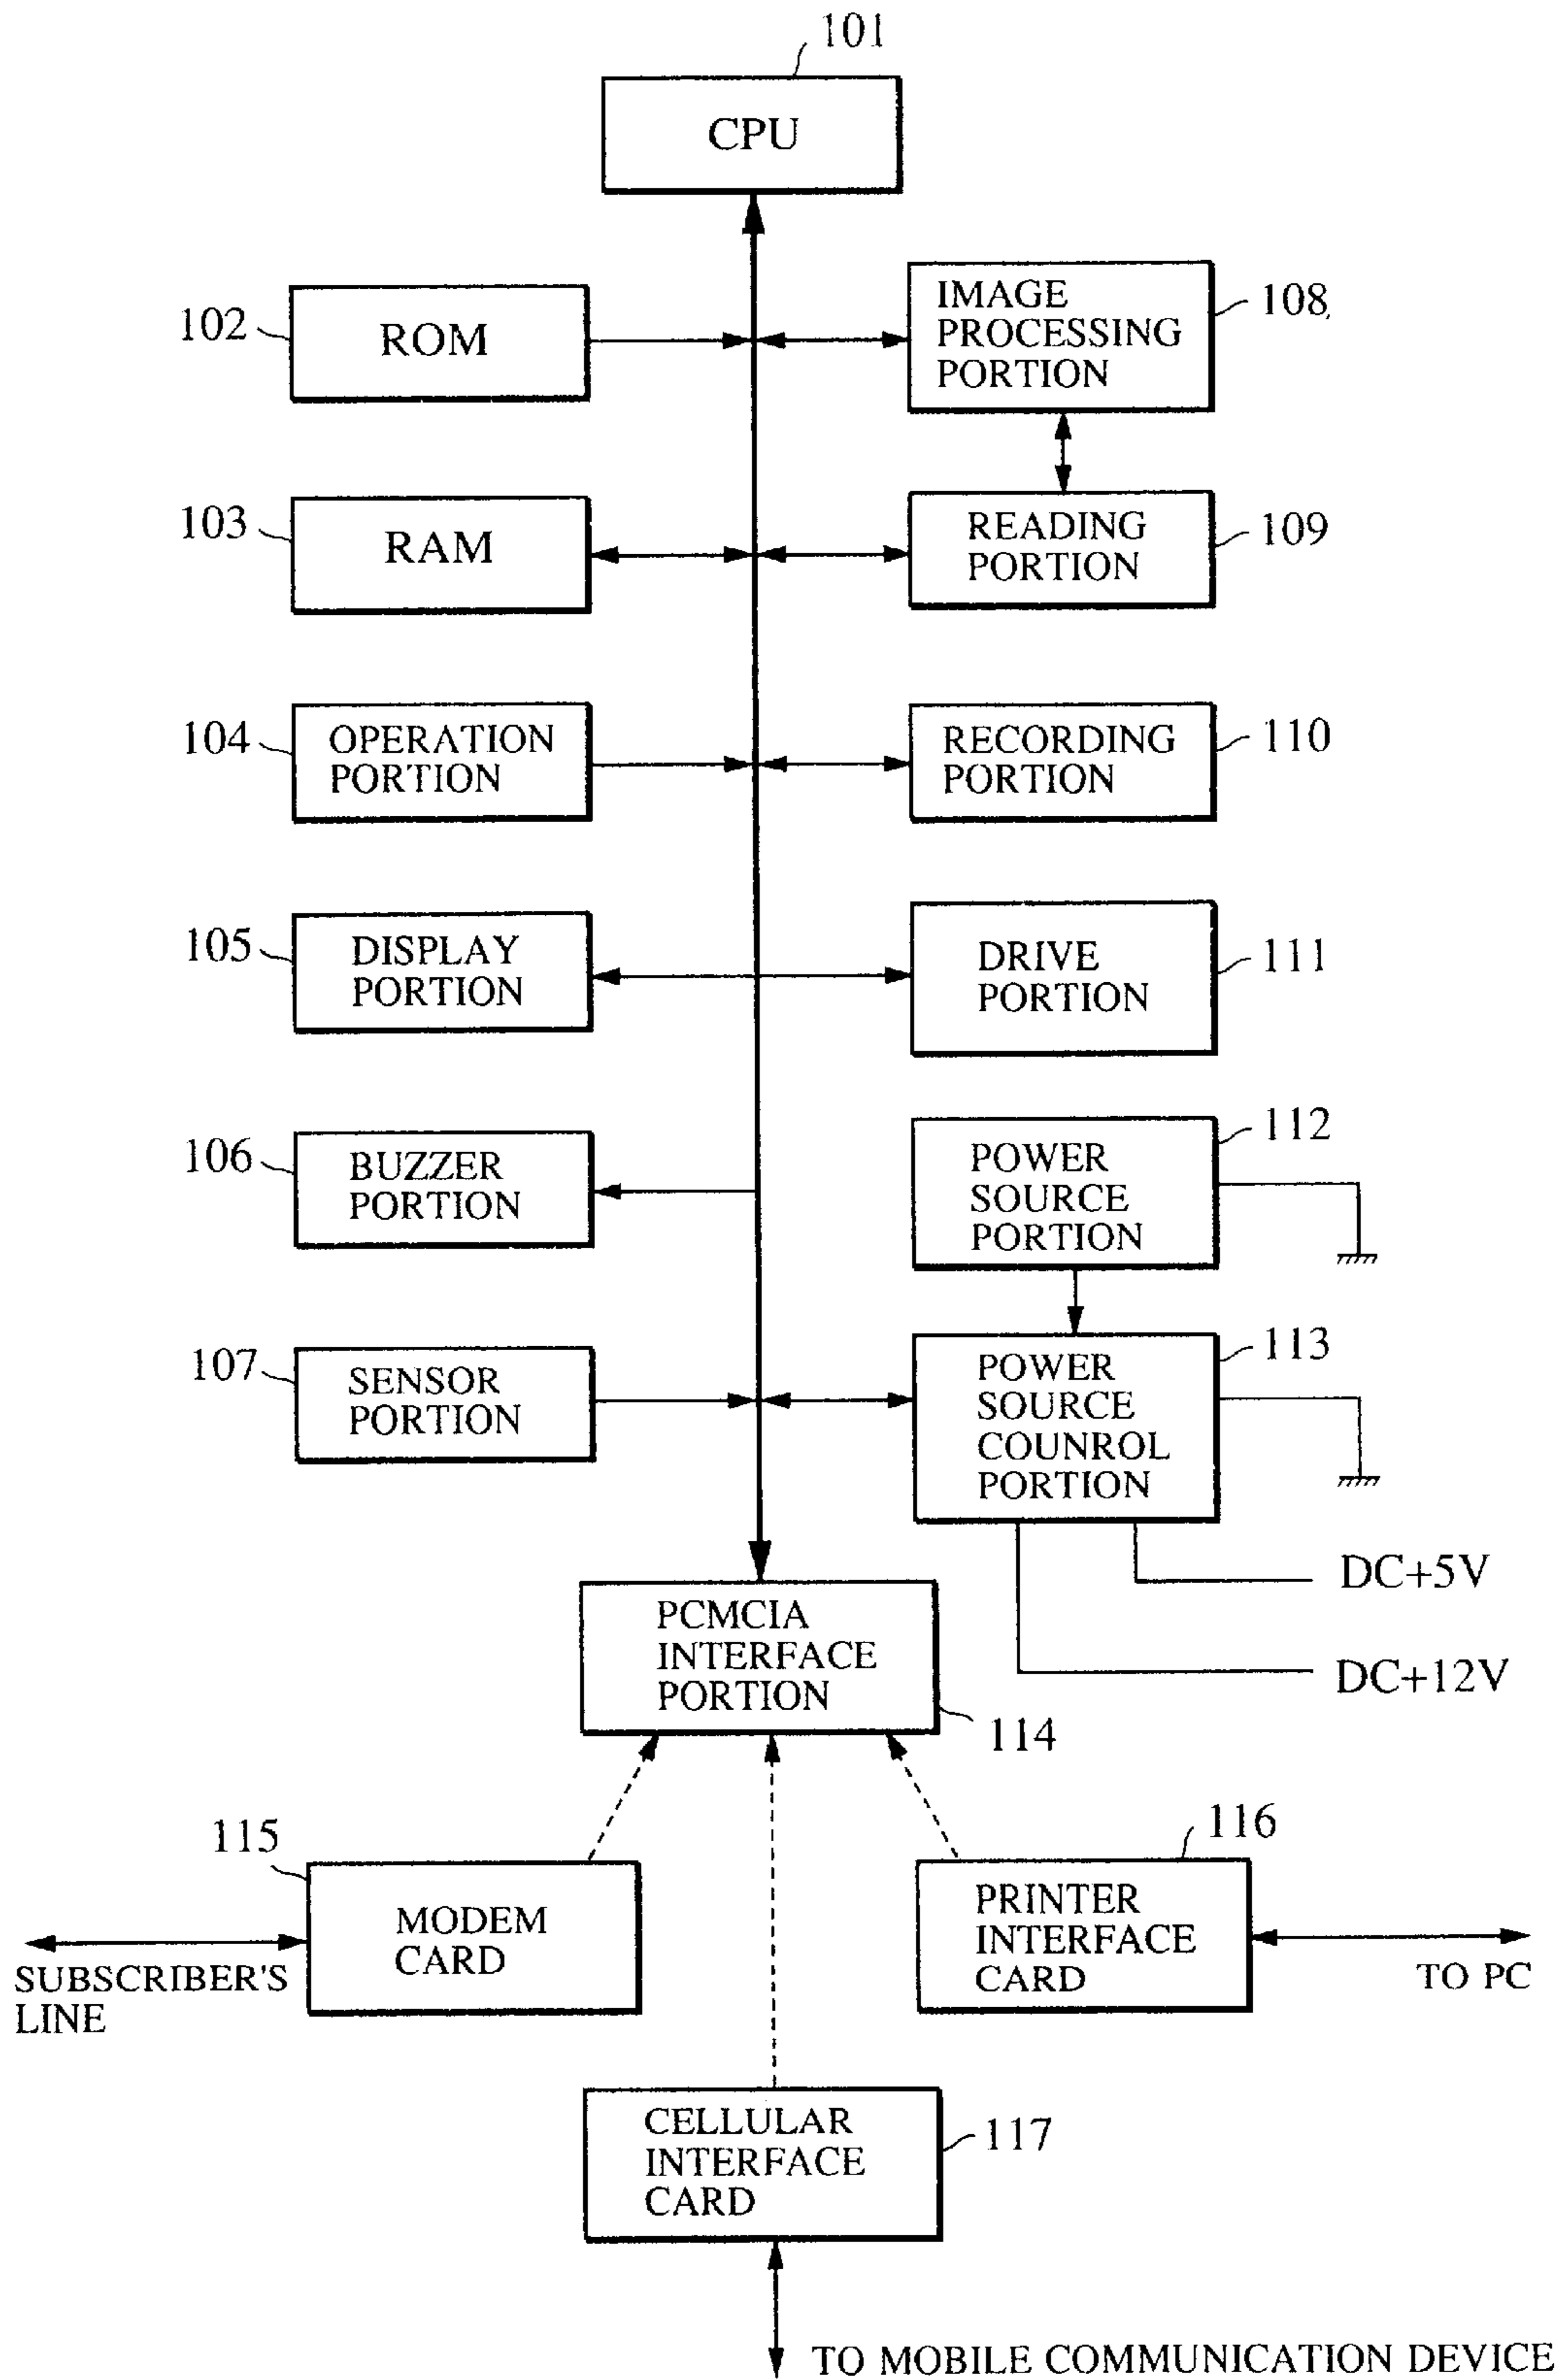 101
CPU
102
ROM
IMAGE
PROCESSING
PORTION
108
103
RAM
READING
PORTION
109
104
OPERATION
PORTION
RECORDING
PORTION
110
105
DISPLAY
PORTION
DRIVE
PORTION
111
106
BUZZER
PORTION
POWER
SOURCE
PORTION
112
107
SENSOR
PORTION
POWER
SOURCE
COUNROL
PORTION
113
DC+5V
DC+12V
PCMCIA
INTERFACE
PORTION
114
115
MODEM
CARD
SUBSCRIBER'S
LINE
116
PRINTER
INTERFACE
CARD
TO PC
CELLULAR
INTERFACE
CARD
117
TO MOBILE COMMUNICATION DEVICE